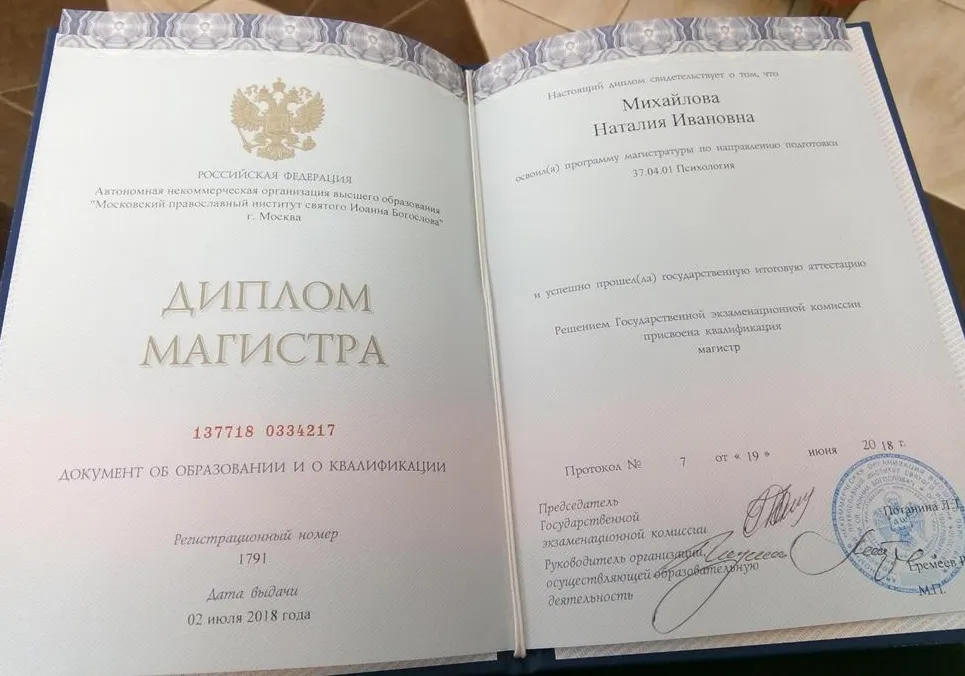 РОССИЙСКАЯ ФЕДЕРАЦИЯ
Автономная некоммерческая организация высшего образования
"Московский православный институт святого Иоанна Богослова"
г. Москва
ДИПЛОМ
МАГИСТРА
137718 0334217
ДОКУМЕНТ ОБ ОБРАЗОВАНИИ И О КВАЛИФИКАЦИИ
Регистрационный номер
1791
Дата выдачи
02 июля 2018 года
Настоящий диплом свидетельствует о том, что
Михайлова
Наталия Ивановна
освоил(а) программу магистратуры по направлению подготовки
37.04.01 Психология
и успешно прошел(ла) государственную итоговую аттестацию
Решением Государственной экзаменационной комиссии
присвоена квалификация
магистр
Протокол № 7 от « 19 » июня 20 18 г.
Председатель
Государственной
экзаменационной комиссии
Потанина Л.
Руководитель организации,
осуществляющей образовательную
деятельность
Еремеев
М.П.